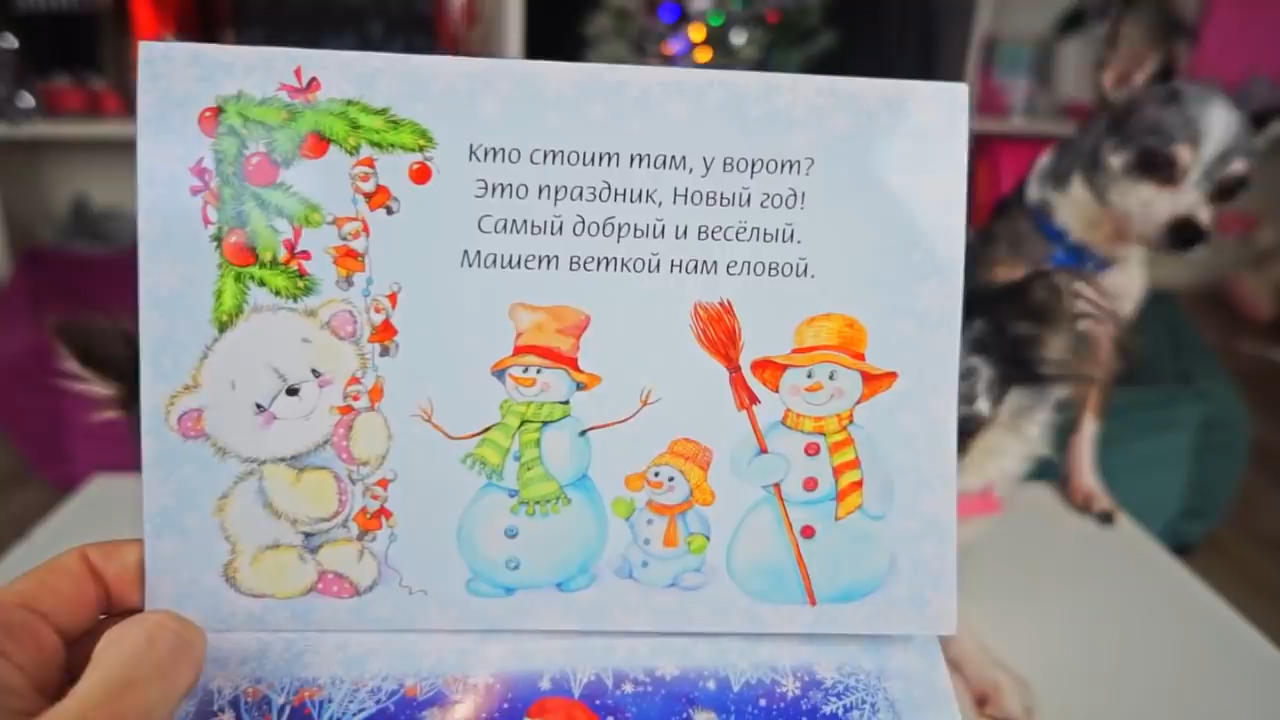 Кто стоит там, у ворот?
Это праздник, Новый год!
Самый добрый и весёлый.
Машет веткой нам еловой.